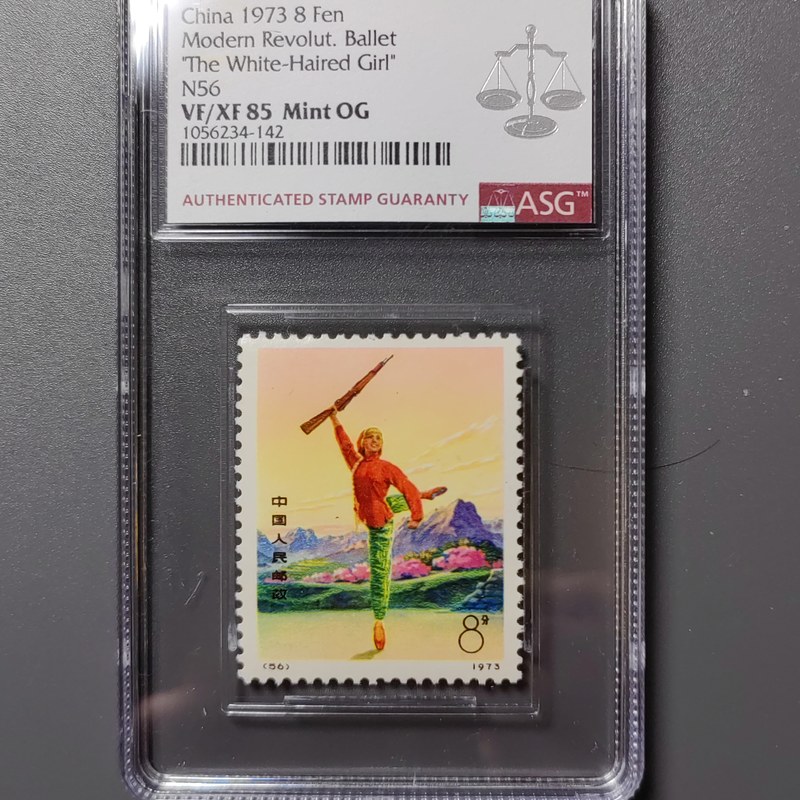 China 1973 8 Fen
Modern Revolut. Ballet
"The White-Haired Girl"
N56
VF/XF 85 Mint OG
1056234-142
AUTHENTICATED STAMP GUARANTY
ASG™
中国人民邮政
8分
(56)
1973